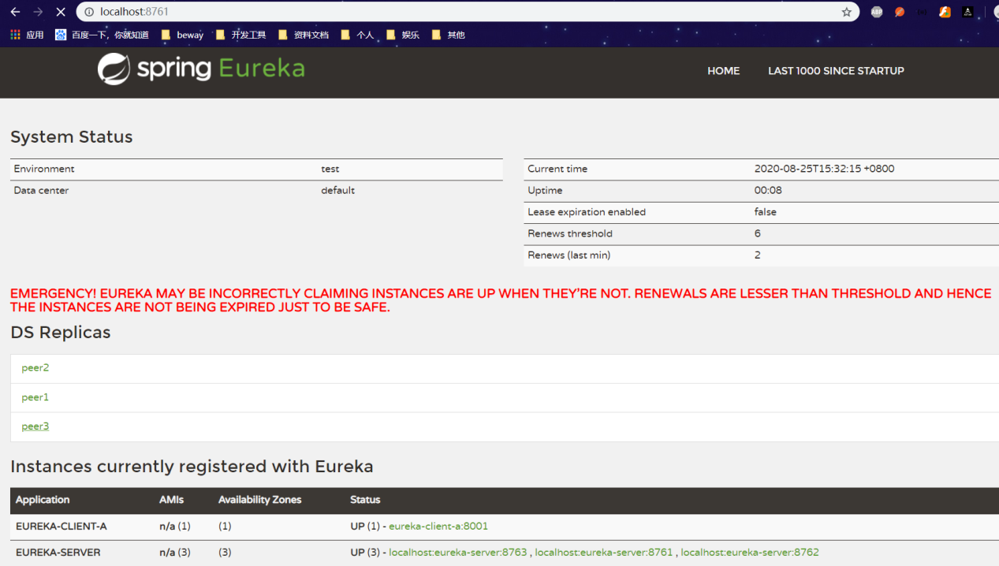 localhost:8761
应用 百度一下，你就知道 beway 开发工具 资料文档 个人 娱乐 其他
spring Eureka HOME LAST 1000 SINCE STARTUP
System Status
Environment test
Data center default
Current time 2020-08-25T15:32:15 +0800
Uptime 00:08
Lease expiration enabled false
Renews threshold 6
Renews (last min) 2
EMERGENCY! EUREKA MAY BE INCORRECTLY CLAIMING INSTANCES ARE UP WHEN THEY'RE NOT. RENEWALS ARE LESSER THAN THRESHOLD AND HENCE
THE INSTANCES ARE NOT BEING EXPIRED JUST TO BE SAFE.
DS Replicas
peer2
peer1
peer3
Instances currently registered with Eureka
Application AMIs Availability Zones Status
EUREKA-CLIENT-A n/a (1) (1) UP (1) - eureka-client-a:8001
EUREKA-SERVER n/a (3) (3) UP (3) - localhost:eureka-server:8763 , localhost:eureka-server:8761 , localhost:eureka-server:8762